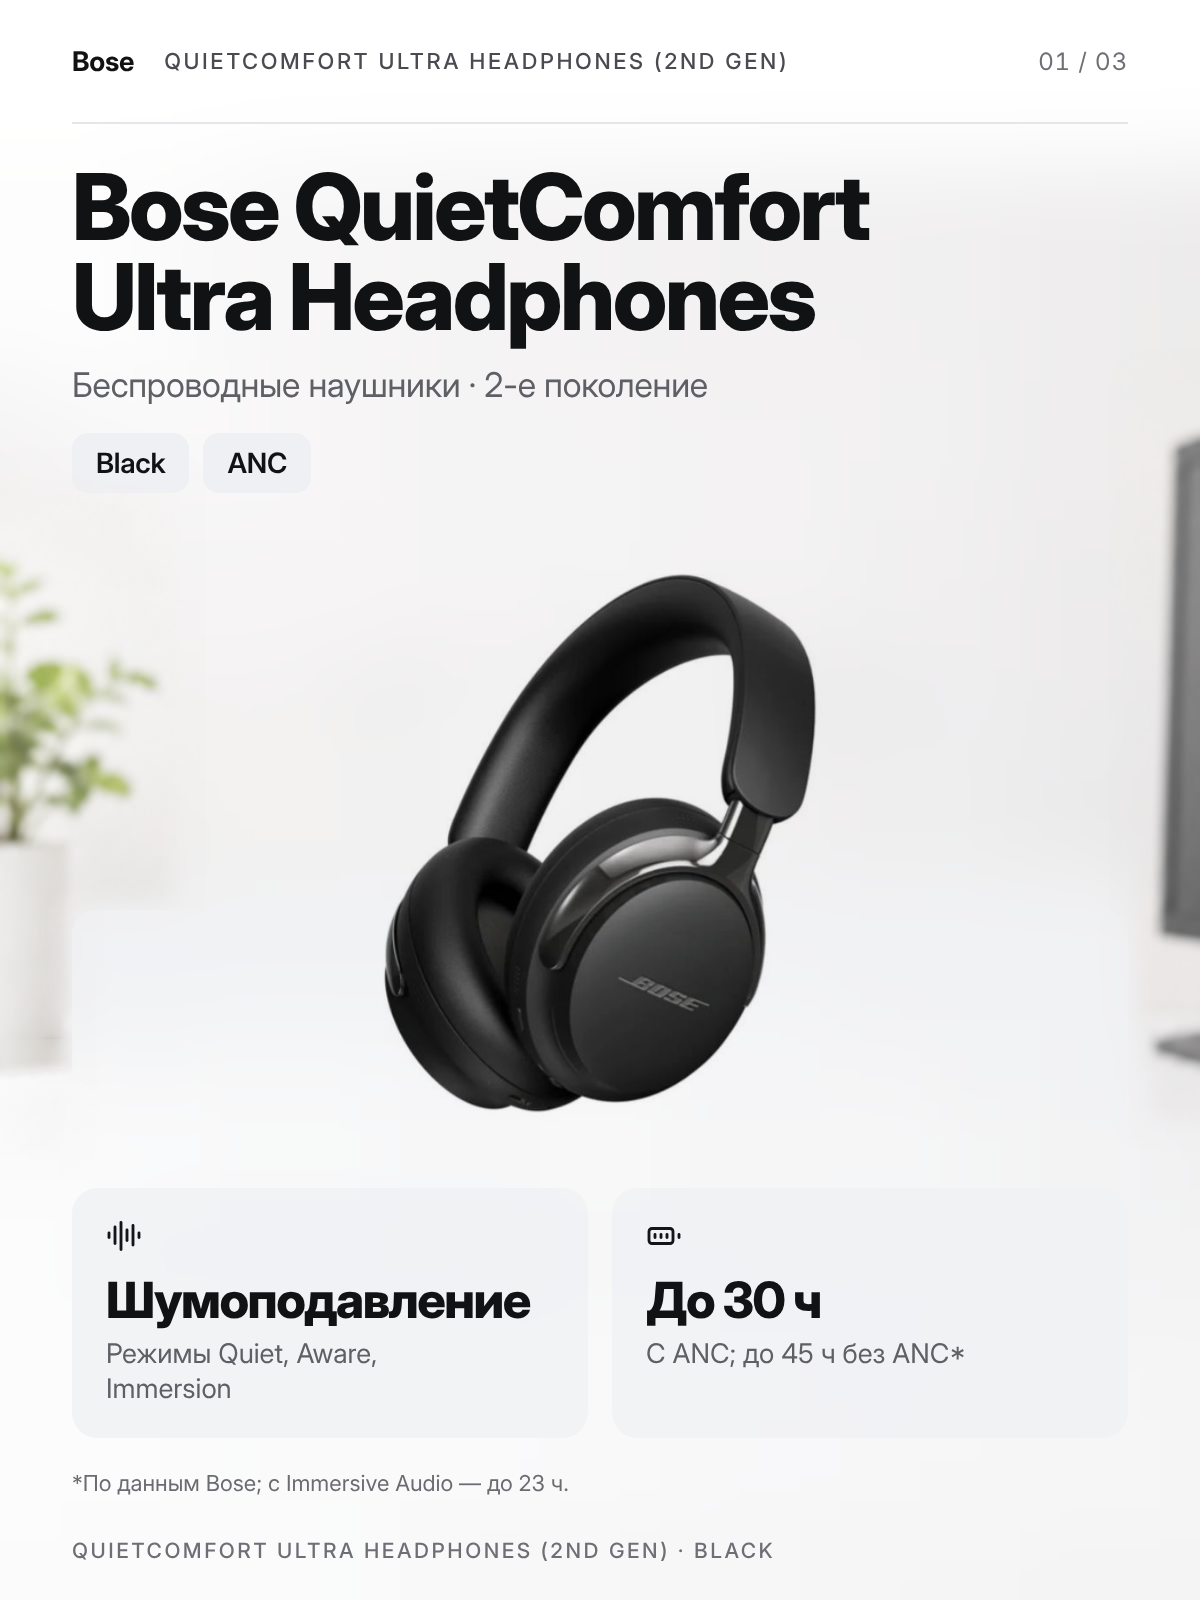 Bose QUIETCOMFORT ULTRA HEADPHONES (2ND GEN) 01 / 03
Bose QuietComfort
Ultra Headphones
Беспроводные наушники · 2-е поколение
Black ANC
BOSE
Шумоподавление
Режимы Quiet, Aware,
Immersion
До 30 ч
С ANC; до 45 ч без ANC*
*По данным Bose; с Immersive Audio — до 23 ч.
QUIETCOMFORT ULTRA HEADPHONES (2ND GEN) · BLACK